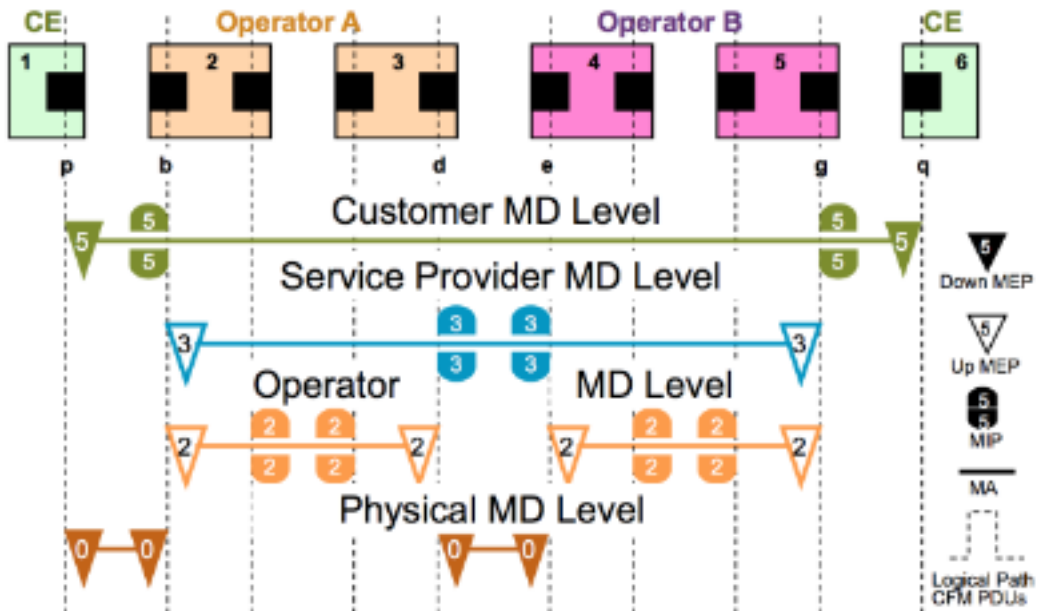 CE Operator A Operator B CE
1 2 3 4 5 6
p b d e g q
Customer MD Level
5 5 5 5
5 5
Service Provider MD Level
3 3 3 3
3 3
Operator MD Level
2 2 2 2 2 2 2 2
2 2 2 2
Physical MD Level
0 0 0 0
5
Down MEP
5
Up MEP
5
5
MIP
MA
Logical Path
CFM PDUs